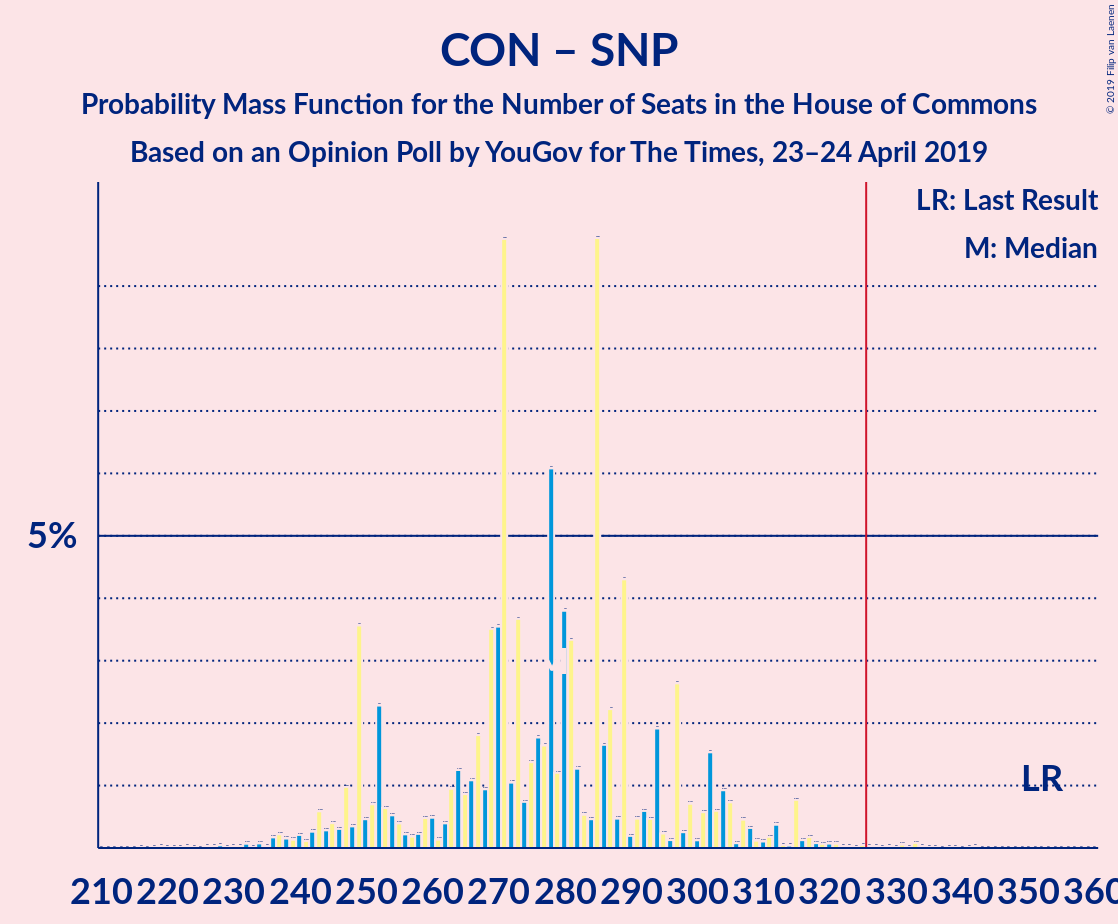 CON – SNP
Probability Mass Function for the Number of Seats in the House of Commons
Based on an Opinion Poll by YouGov for The Times, 23–24 April 2019
© 2019 Filip van Laenen
LR: Last Result
M: Median
5%
LR
210 220 230 240 250 260 270 280 290 300 310 320 330 340 350 360